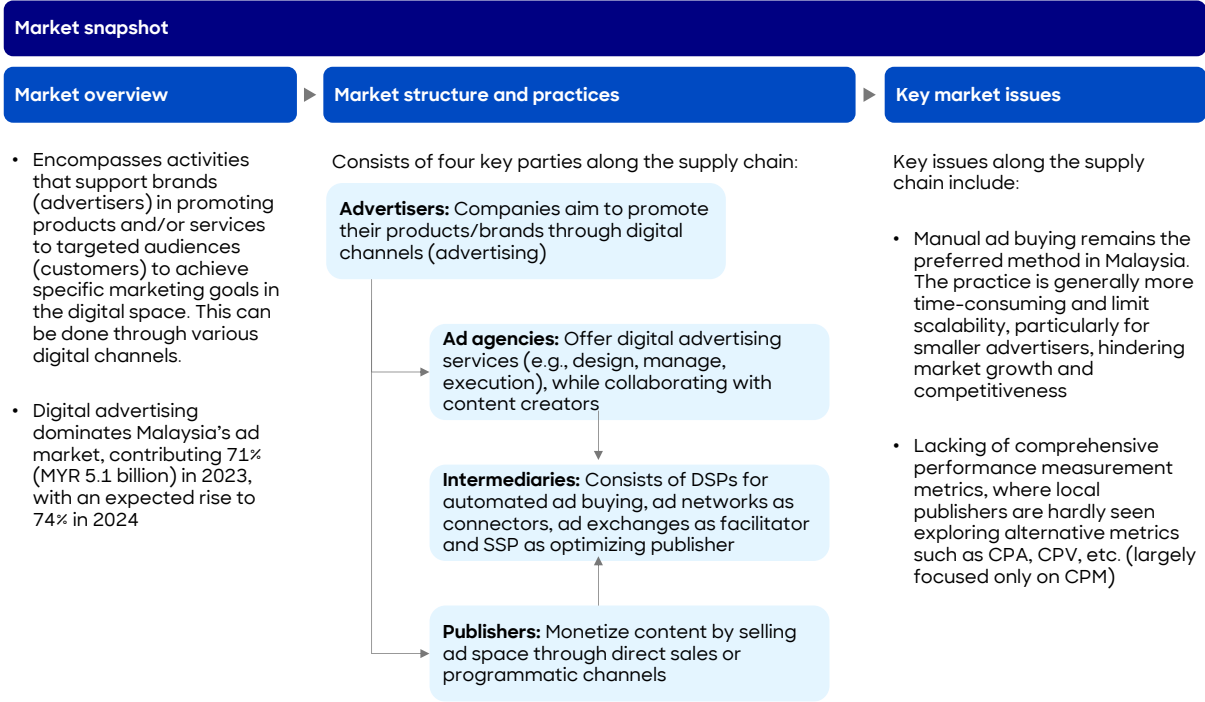 Market snapshot
Market overview
Market structure and practices
Key market issues
• Encompasses activities
that support brands
(advertisers) in promoting
products and/or services
to targeted audiences
(customers) to achieve
specific marketing goals in
the digital space. This can
be done through various
digital channels.
• Digital advertising
dominates Malaysia's ad
market, contributing 71%
(MYR 5.1 billion) in 2023,
with an expected rise to
74% in 2024
Consists of four key parties along the supply chain:
Advertisers: Companies aim to promote
their products/brands through digital
channels (advertising)
Ad agencies: Offer digital advertising
services (e.g., design, manage,
execution), while collaborating with
content creators
Intermediaries: Consists of DSPs for
automated ad buying, ad networks as
connectors, ad exchanges as facilitator
and SSP as optimizing publisher
Publishers: Monetize content by selling
ad space through direct sales or
programmatic channels
Key issues along the supply
chain include:
• Manual ad buying remains the
preferred method in Malaysia.
The practice is generally more
time-consuming and limit
scalability, particularly for
smaller advertisers, hindering
market growth and
competitiveness
• Lacking of comprehensive
performance measurement
metrics, where local
publishers are hardly seen
exploring alternative metrics
such as CPA, CPV, etc. (largely
focused only on CPM)